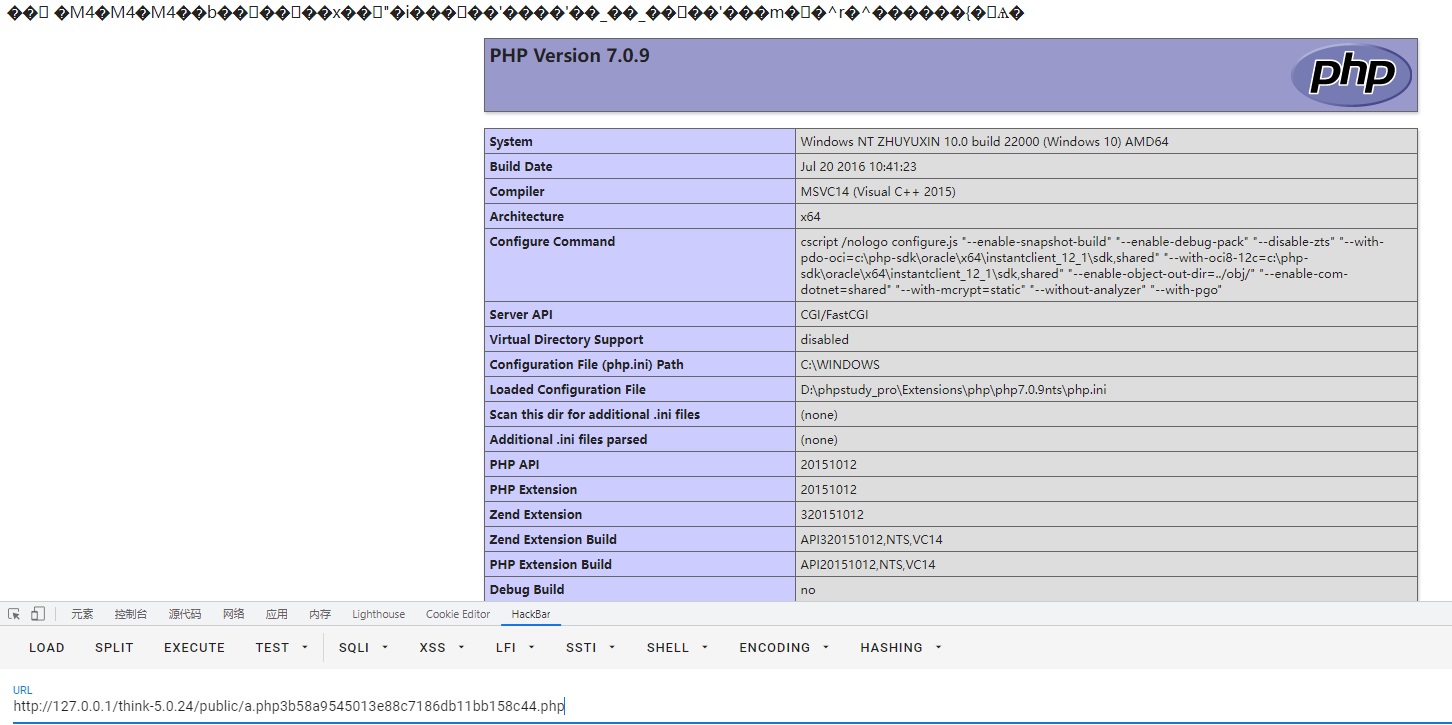 PHP Version 7.0.9
php
System Windows NT ZHUYUXIN 10.0 build 22000 (Windows 10) AMD64
Build Date Jul 20 2016 10:41:23
Compiler MSVC14 (Visual C++ 2015)
Architecture x64
Configure Command cscript /nologo configure.js "--enable-snapshot-build" "--enable-debug-pack" "--disable-zts" "--with-
pdo-oci=c:\php-sdk\oracle\x64\instantclient_12_1\sdk,shared" "--with-oci8-12c=c:\php-
sdk\oracle\x64\instantclient_12_1\sdk,shared" "--enable-object-out-dir=../obj/" "--enable-com-
dotnet=shared" "--with-mcrypt=static" "--without-analyzer" "--with-pgo"
Server API CGI/FastCGI
Virtual Directory Support disabled
Configuration File (php.ini) Path C:\WINDOWS
Loaded Configuration File D:\phpstudy_pro\Extensions\php\php7.0.9nts\php.ini
Scan this dir for additional .ini files (none)
Additional .ini files parsed (none)
PHP API 20151012
PHP Extension 20151012
Zend Extension 320151012
Zend Extension Build API320151012,NTS,VC14
PHP Extension Build API20151012,NTS,VC14
Debug Build no
元素 控制台 源代码 网络 应用 内存 Lighthouse Cookie Editor HackBar
LOAD SPLIT EXECUTE TEST SQLI XSS LFI SSTI SHELL ENCODING HASHING
URL
http://127.0.0.1/think-5.0.24/public/a.php3b58a9545013e88c7186db11bb158c44.php